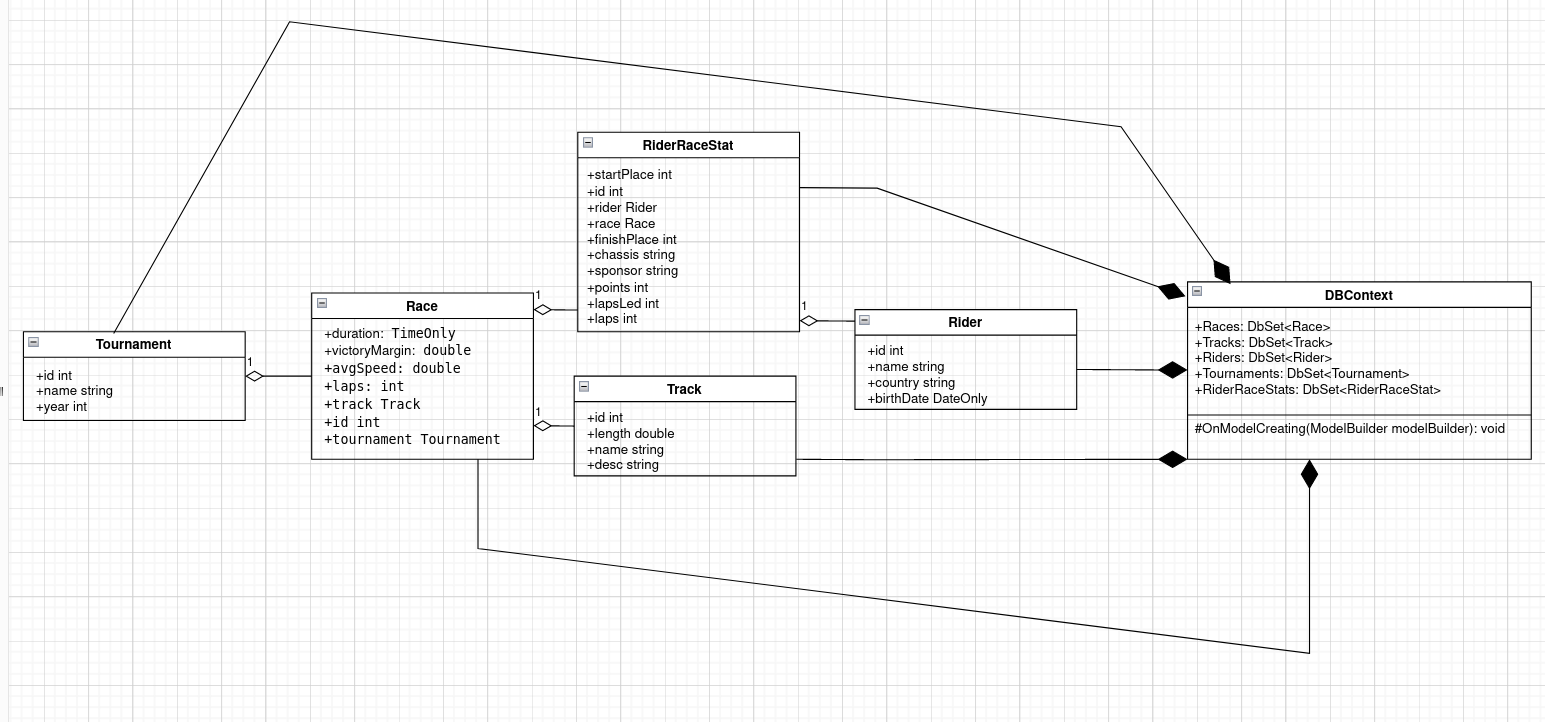 RiderRaceStat
+startPlace int
+id int
+rider Rider
+race Race
+finishPlace int
+chassis string
+sponsor string
+points int
+lapsLed int
+laps int
1
1
Race
+duration: TimeOnly
+victoryMargin: double
+avgSpeed: double
+laps: int
+track Track
+id int
+tournament Tournament
1
Tournament
+id int
+name string
+year int
1
Track
+id int
+length double
+name string
+desc string
Rider
+id int
+name string
+country string
+birthDate DateOnly
DBContext
+Races: DbSet<Race>
+Tracks: DbSet<Track>
+Riders: DbSet<Rider>
+Tournaments: DbSet<Tournament>
+RiderRaceStats: DbSet<RiderRaceStat>
#OnModelCreating(ModelBuilder modelBuilder): void